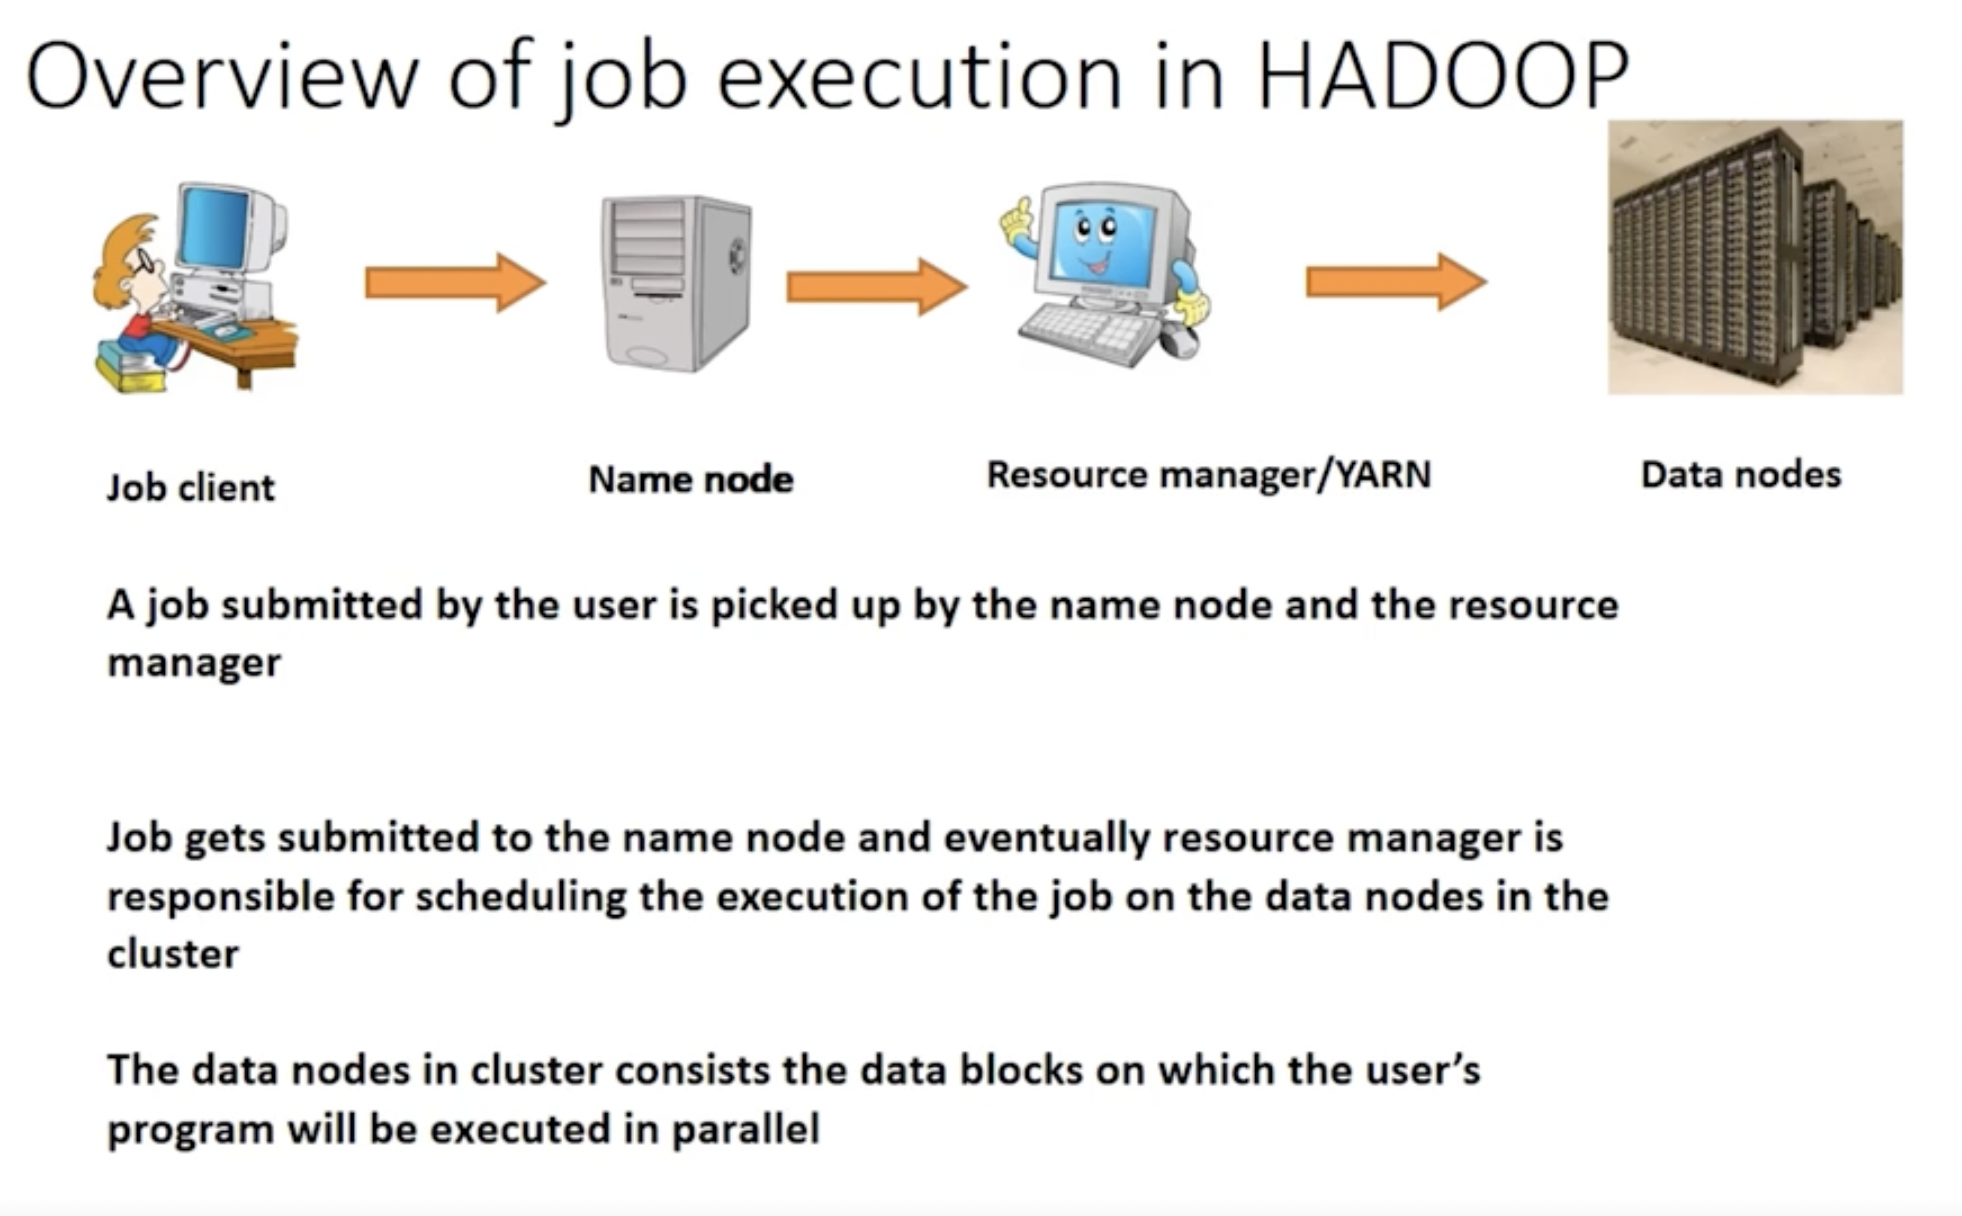 Overview of job execution in HADOOP
Job client
Name node
Resource manager/YARN
Data nodes
A job submitted by the user is picked up by the name node and the resource
manager
Job gets submitted to the name node and eventually resource manager is
responsible for scheduling the execution of the job on the data nodes in the
cluster
The data nodes in cluster consists the data blocks on which the user’s
program will be executed in parallel